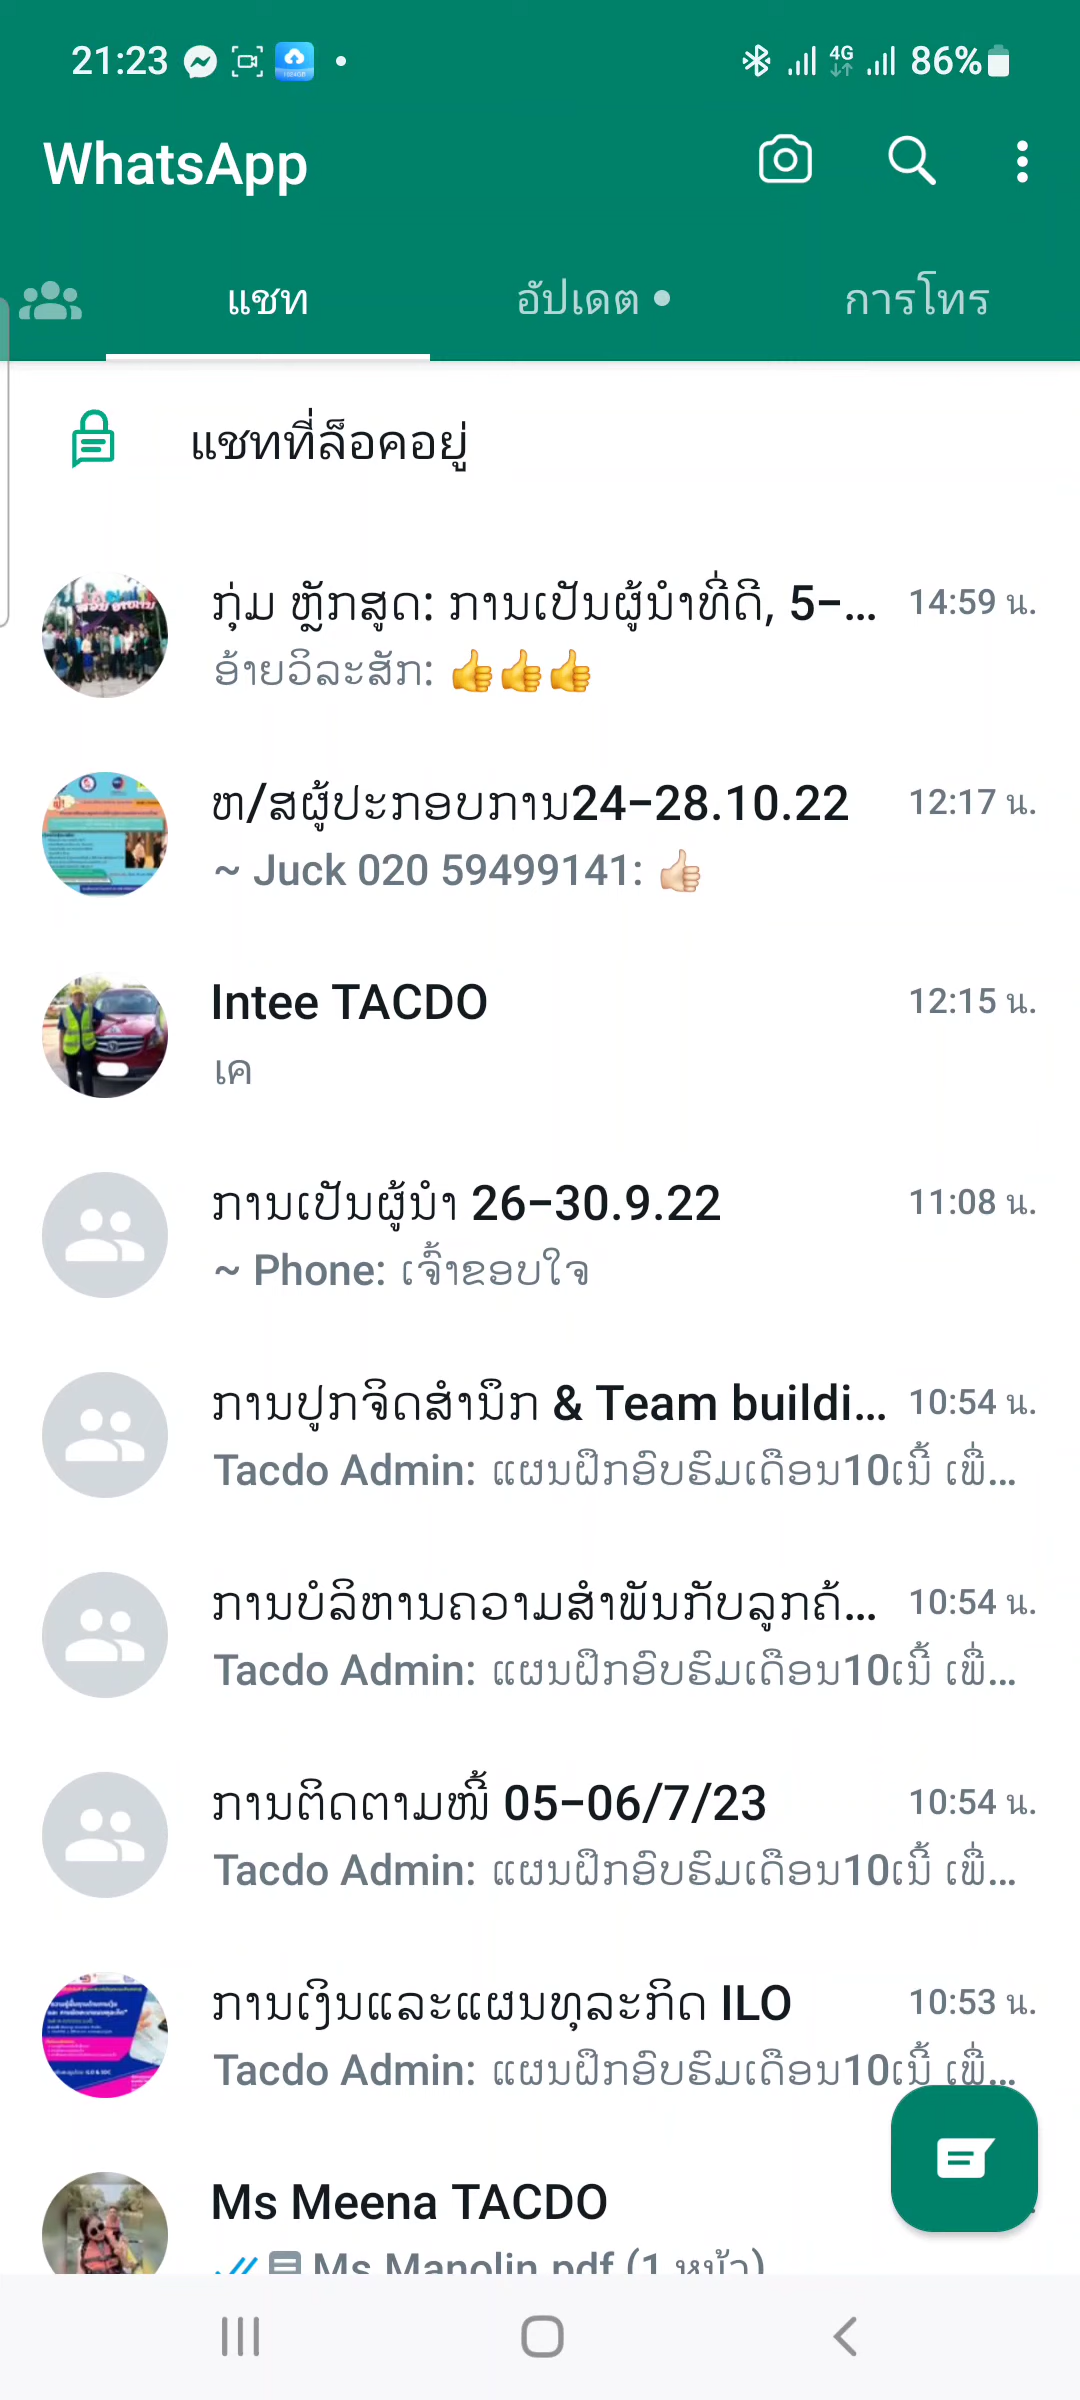 21:23 4G 86%
WhatsApp
แชท อัปเดต การโทร
แชทที่ล็อคอยู่
ກຸ່ມ ຫຼັກສູດ: ການເປັນຜູ້ນໍາທີ່ດີ, 5-... 14:59 น.
ອ້າຍວິລະສັກ: 👍👍👍
ຫ/ສຜູ້ປະກອບການ24-28.10.22 12:17 น.
~ Juck 020 59499141: 👍🏻
Intee TACDO 12:15 น.
เค
ການເປັນຜູ້ນຳ 26-30.9.22 11:08 น.
~ Phone: ເຈົ້າຂອບໃຈ
ການປູກຈິດສໍານຶກ & Team buildi... 10:54 น.
Tacdo Admin: ແຜນຝຶກອົບຮົມເດືອນ10ເນີ້ ເພື່...
ການບໍລິຫານຄວາມສຳພັນກັບລູກຄ້... 10:54 น.
Tacdo Admin: ແຜນຝຶກອົບຮົມເດືອນ10ເນີ້ ເພື່...
ການຕິດຕາມໜີ້ 05-06/7/23 10:54 น.
Tacdo Admin: ແຜນຝຶກອົບຮົມເດືອນ10ເນີ້ ເພື່...
ການເງິນແລະແຜນທຸລະກິດ ILO 10:53 น.
Tacdo Admin: ແຜນຝຶກອົບຮົມເດືອນ10ເນີ້ ເພື່...
Ms Meena TACDO
Ms Manolin.pdf (1 หน้า)